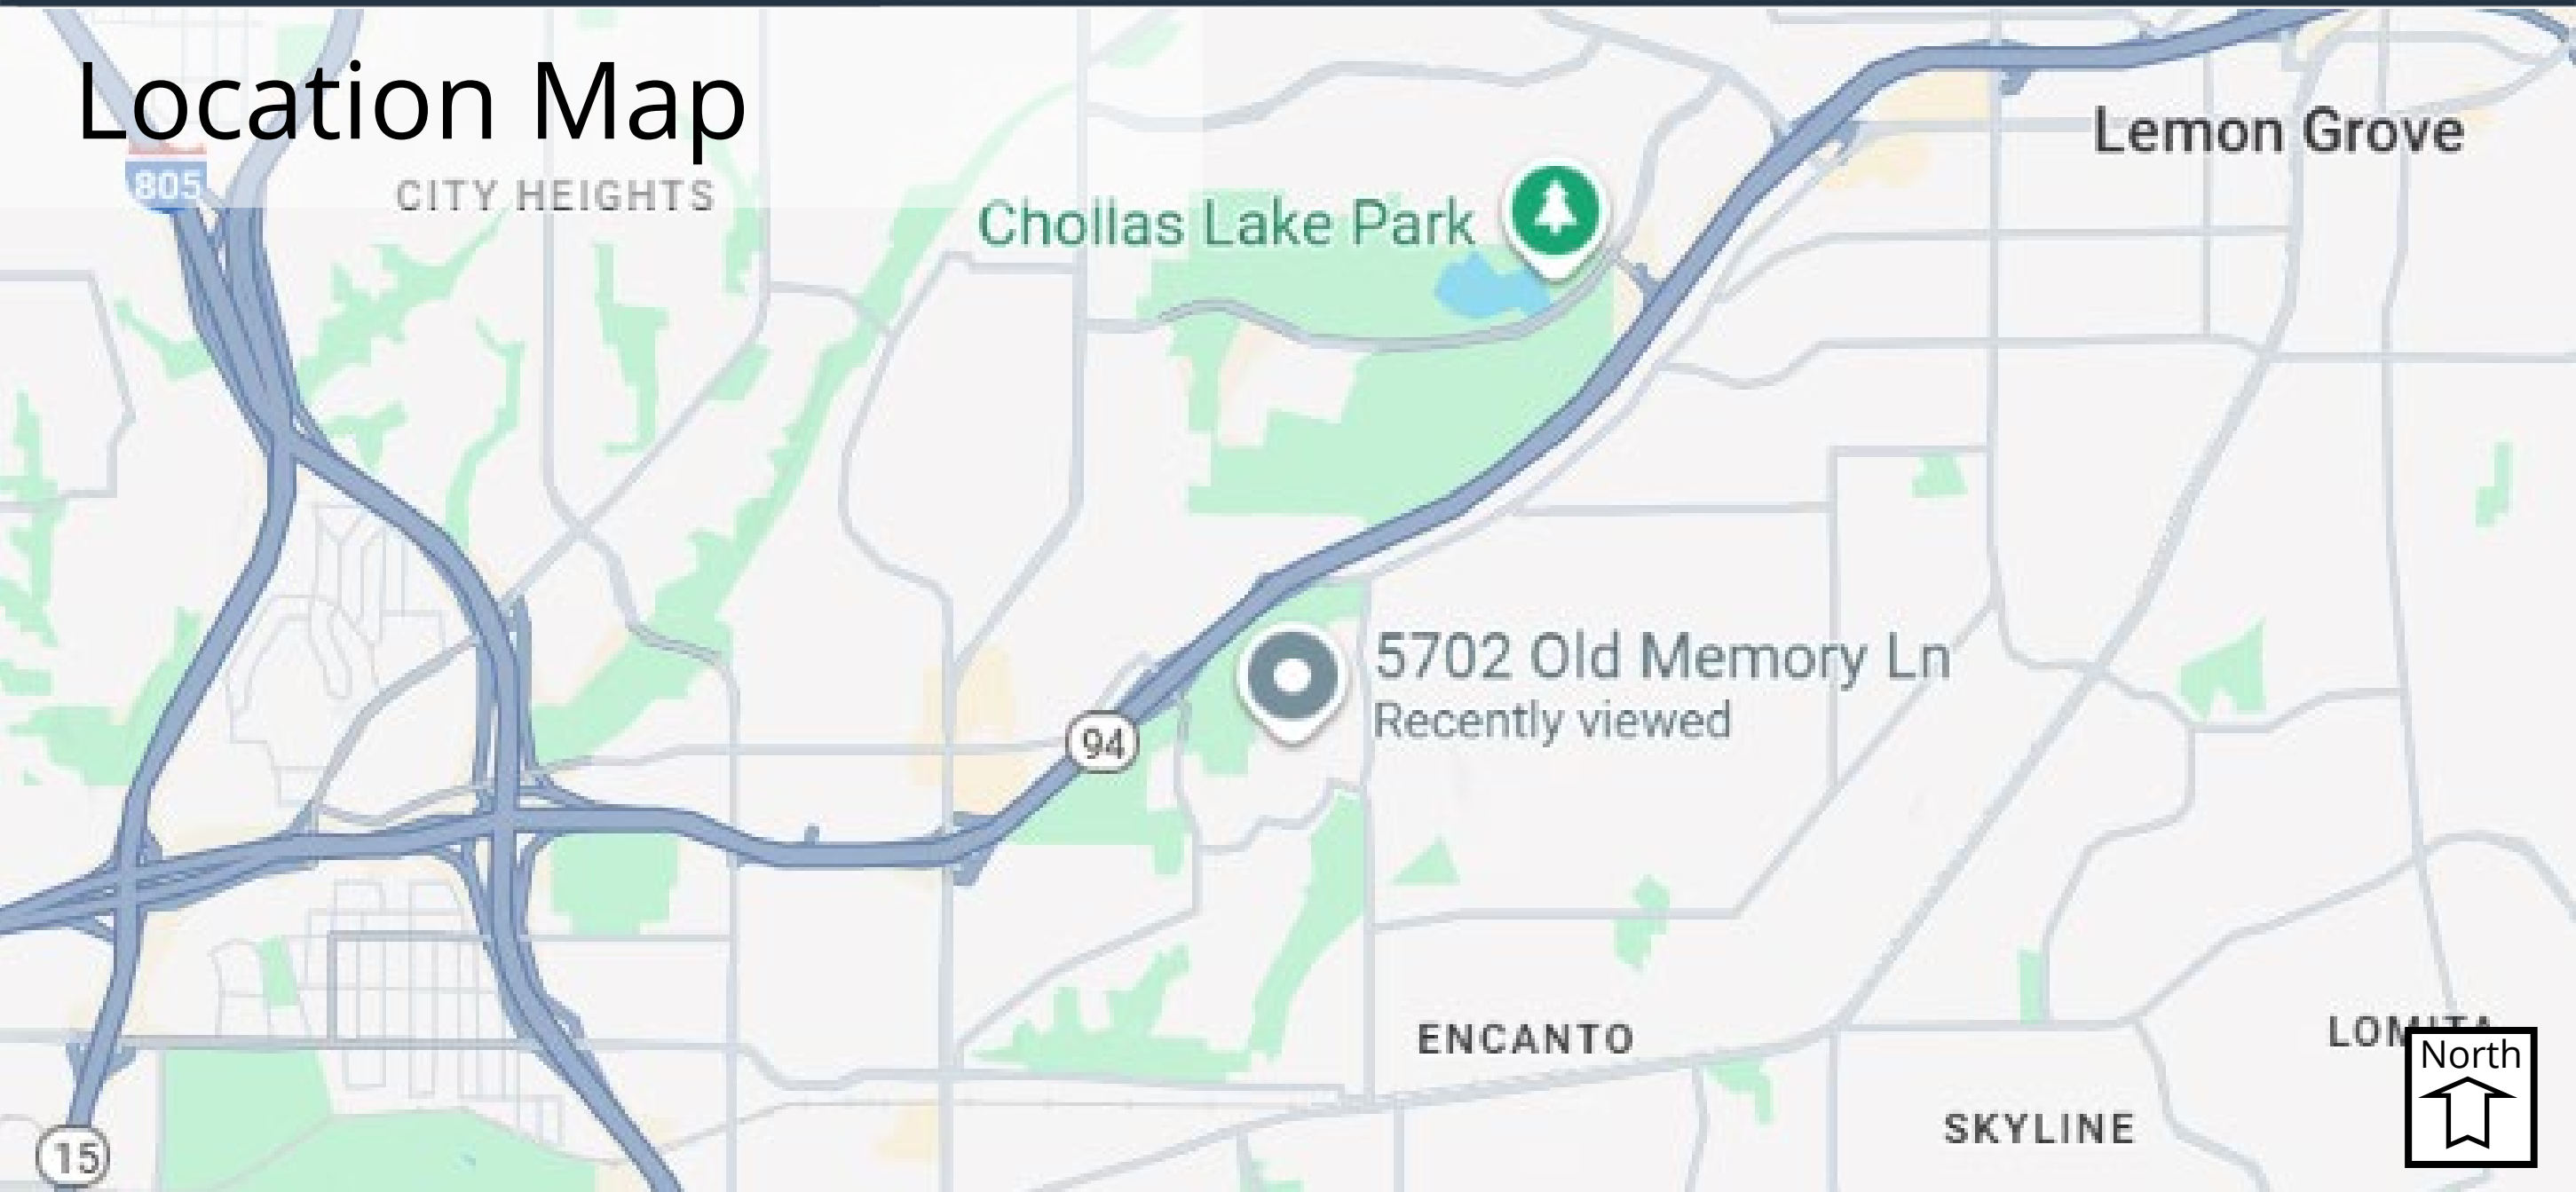 Location Map
805
CITY HEIGHTS
Lemon Grove
Chollas Lake Park
5702 Old Memory Ln
Recently viewed
94
ENCANTO
North
SKYLINE
15